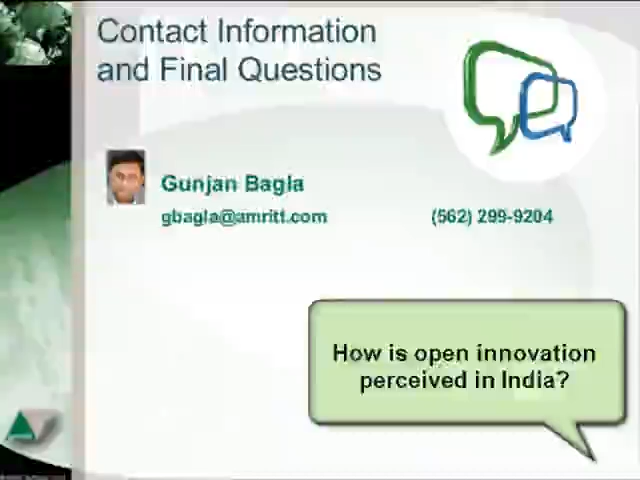 Contact Information
and Final Questions
Gunjan Bagla
gbagla@amritt.com (562) 299-9204
How is open innovation
perceived in India?